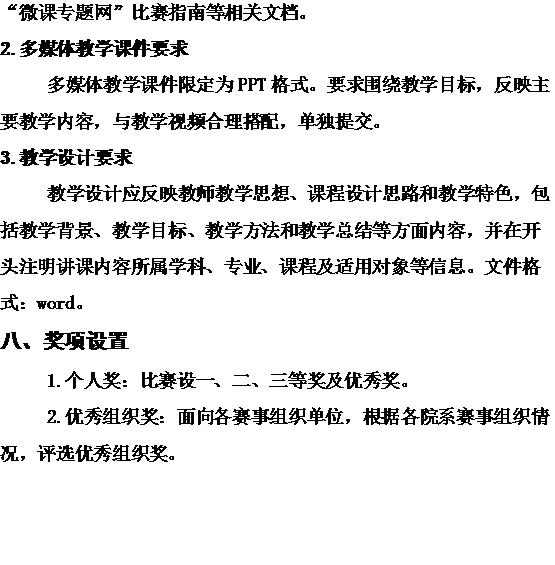 “微课专题网”比赛指南等相关文档。
2.多媒体教学课件要求
多媒体教学课件限定为PPT格式。要求围绕教学目标，反映主
要教学内容，与教学视频合理搭配，单独提交。
3.教学设计要求
教学设计应反映教师教学思想、课程设计思路和教学特色，包
括教学背景、教学目标、教学方法和教学总结等方面内容，并在开
头注明讲课内容所属学科、专业、课程及适用对象等信息。文件格
式：word。
八、奖项设置
1.个人奖：比赛设一、二、三等奖及优秀奖。
2.优秀组织奖：面向各赛事组织单位，根据各院系赛事组织情
况，评选优秀组织奖。